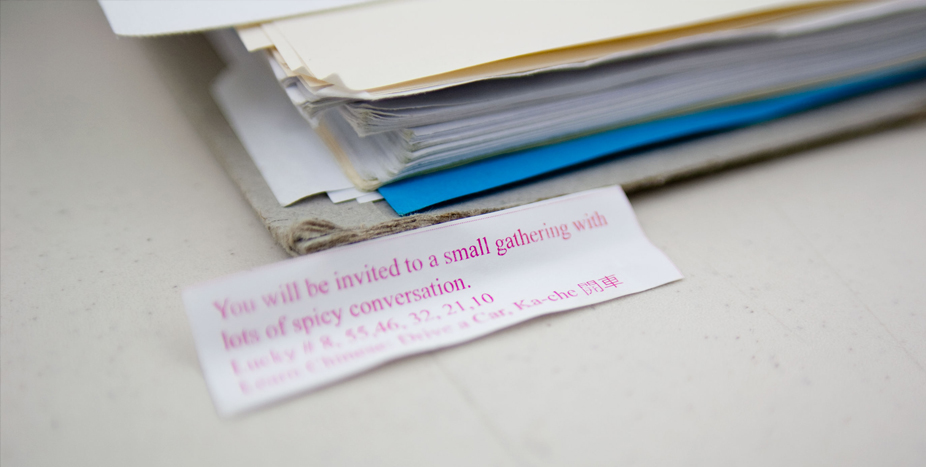 You will be invited to a small gathering with
lots of spicy conversation.
Lucky # 8, 55,46, 32, 21,10
Learn Chinese: Drive a Car, Ka-che 開車